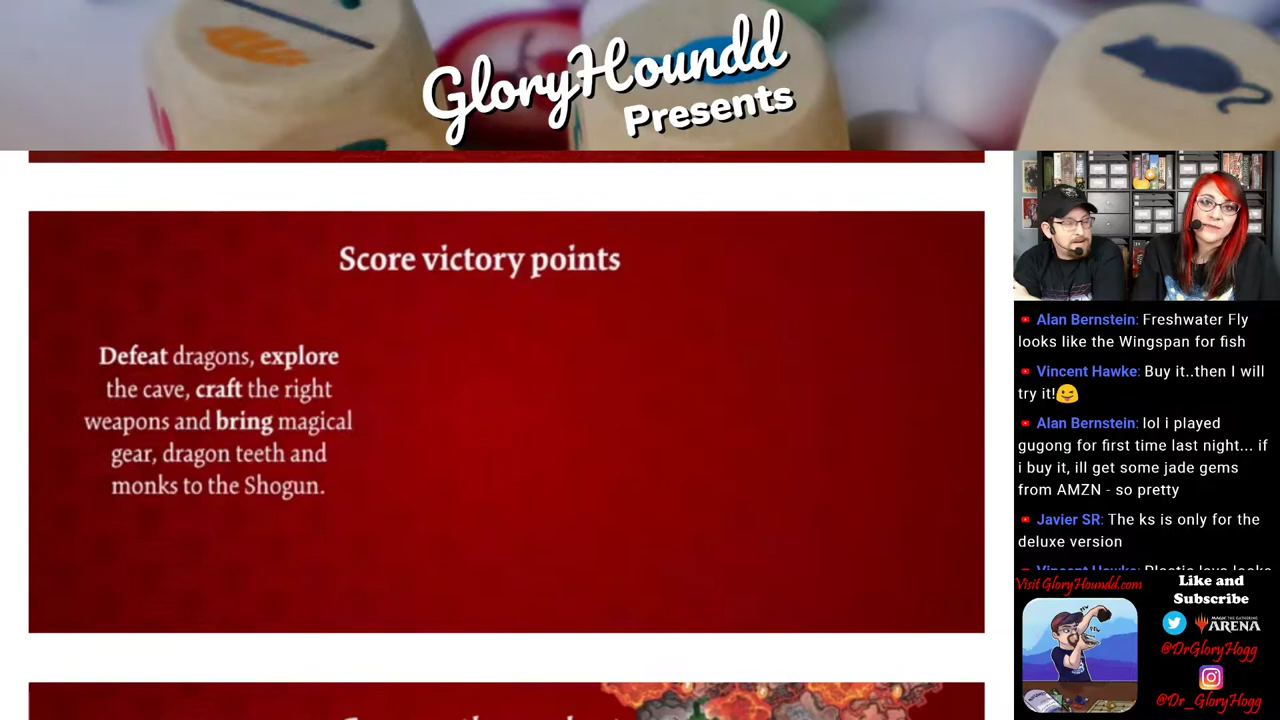 GloryHoundd
Presents
Score victory points
Defeat dragons, explore
the cave, craft the right
weapons and bring magical
gear, dragon teeth and
monks to the Shogun.
Alan Bernstein: Freshwater Fly
looks like the Wingspan for fish
Vincent Hawke: Buy it..then I will
try it!😜
Alan Bernstein: lol i played
gugong for first time last night... if
i buy it, ill get some jade gems
from AMZN - so pretty
Javier SR: The ks is only for the
deluxe version
Visit GloryHoundd.com
Like and
Subscribe
MAGIC THE GATHERING
ARENA
@DrGloryHogg
@Dr_GloryHogg